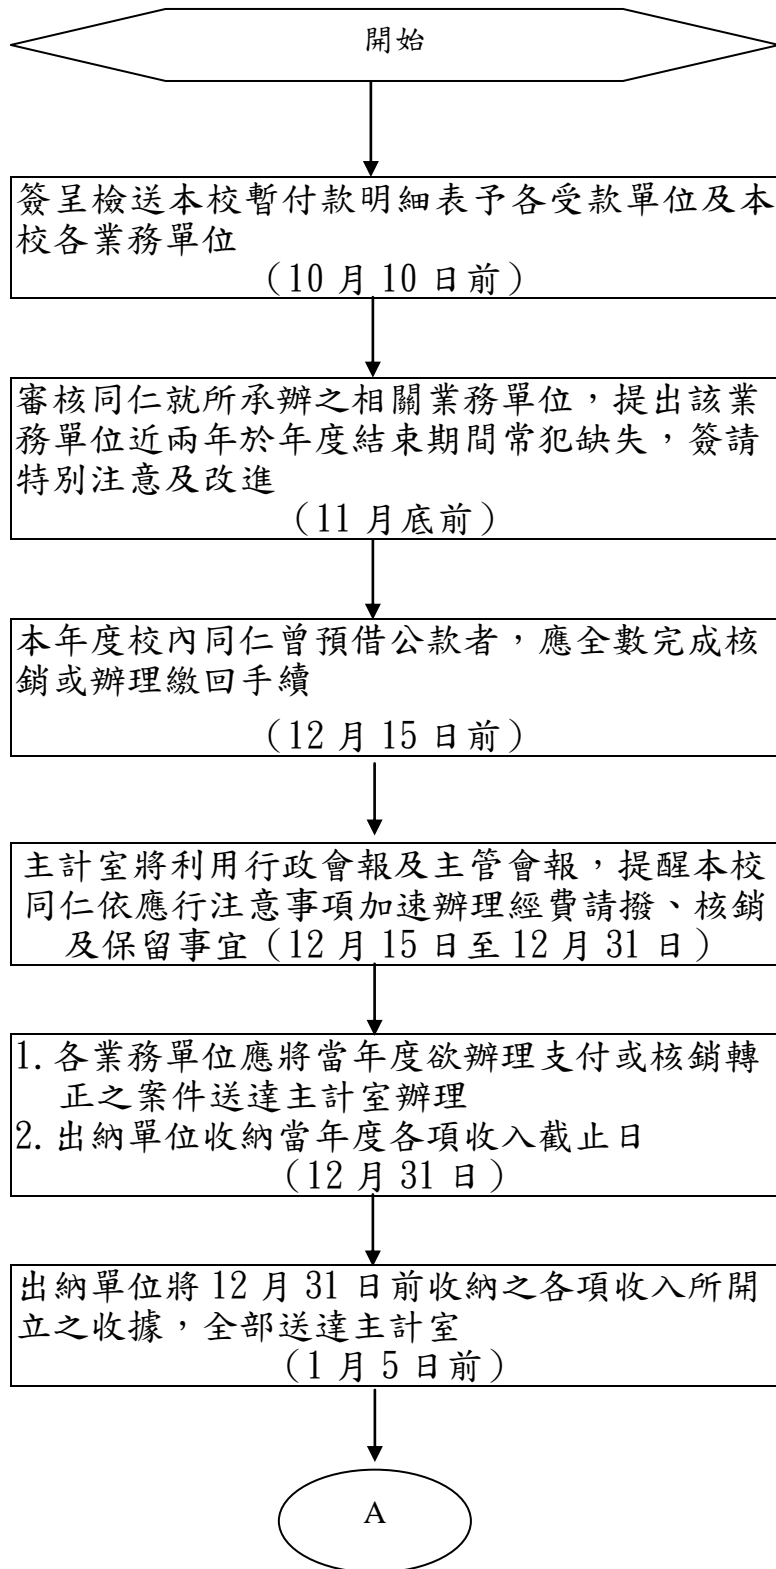 開始
簽呈檢送本校暫付款明細表予各受款單位及本
校各業務單位
（10 月 10 日前）
審核同仁就所承辦之相關業務單位，提出該業
務單位近兩年於年度結束期間常犯缺失，簽請
特別注意及改進
（11 月底前）
本年度校內同仁曾預借公款者，應全數完成核
銷或辦理繳回手續
（12 月 15 日前）
主計室將利用行政會報及主管會報，提醒本校
同仁依應行注意事項加速辦理經費請撥、核銷
及保留事宜（12 月 15 日至 12 月 31 日）
1. 各業務單位應將當年度欲辦理支付或核銷轉
正之案件送達主計室辦理
2. 出納單位收納當年度各項收入截止日
（12 月 31 日）
出納單位將 12 月 31 日前收納之各項收入所開
立之收據，全部送達主計室
（1 月 5 日前）
A